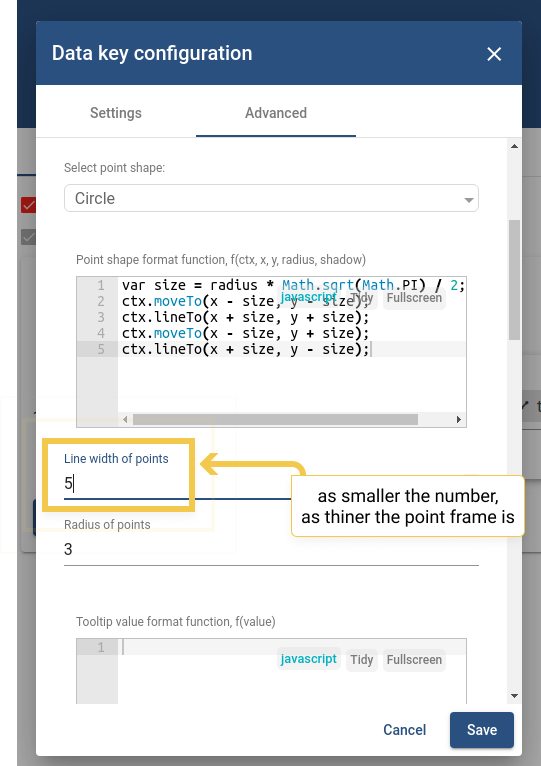 Data key configuration
Settings
Advanced
Select point shape:
Circle
Point shape format function, f(ctx, x, y, radius, shadow)
javascript
Tidy
Fullscreen
1 var size = radius * Math.sqrt(Math.PI) / 2;
2 ctx.moveTo(x - size, y - size);
3 ctx.lineTo(x + size, y + size);
4 ctx.moveTo(x - size, y + size);
5 ctx.lineTo(x + size, y - size);
Line width of points
5
as smaller the number,
as thiner the point frame is
Radius of points
3
Tooltip value format function, f(value)
1
javascript
Tidy
Fullscreen
Cancel
Save